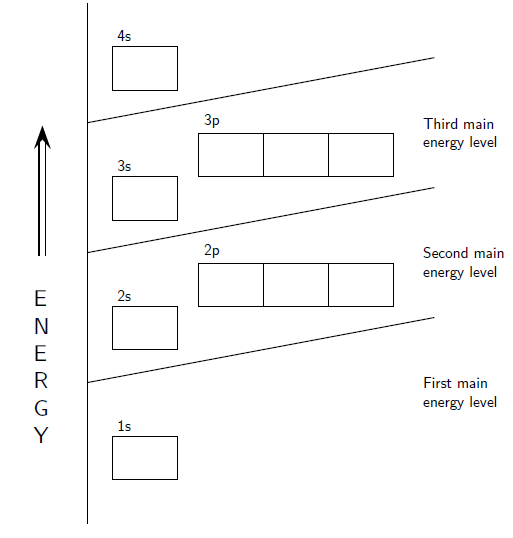 4s
3p
Third main
energy level
3s
2p
Second main
energy level
2s
First main
energy level
1s
E
N
E
R
G
Y